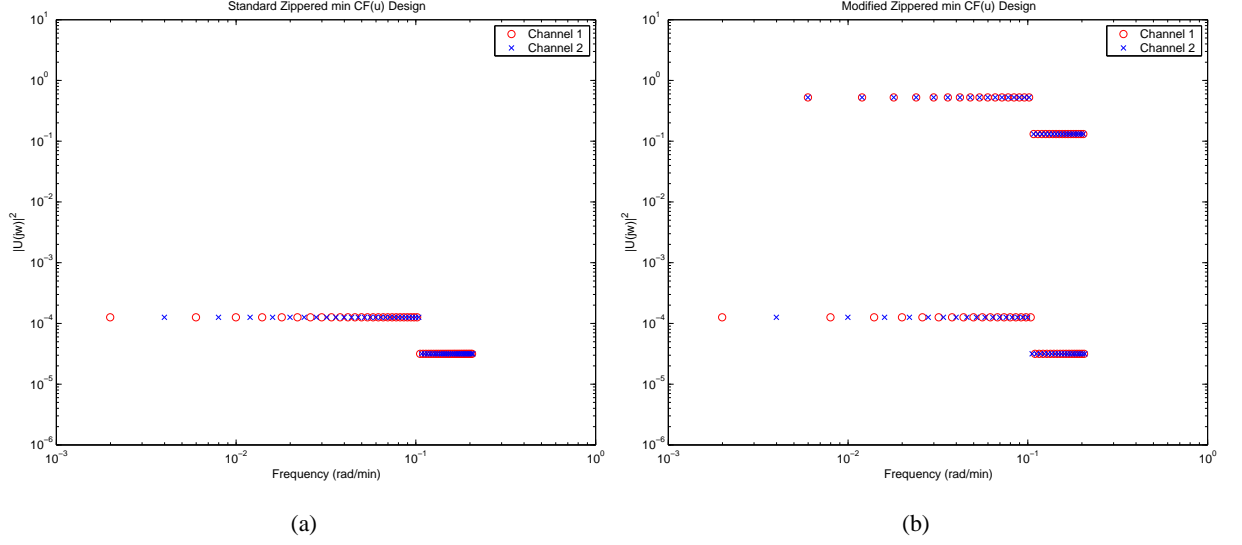 Standard Zippered min CF(u) Design
10^1
10^0
10^-1
10^-2
10^-3
10^-4
10^-5
10^-6
|U(jw)|^2
10^-3
10^-2
10^-1
10^0
Frequency (rad/min)
Channel 1
Channel 2
(a)
Modified Zippered min CF(u) Design
10^1
10^0
10^-1
10^-2
10^-3
10^-4
10^-5
10^-6
|U(jw)|^2
10^-3
10^-2
10^-1
10^0
Frequency (rad/min)
Channel 1
Channel 2
(b)